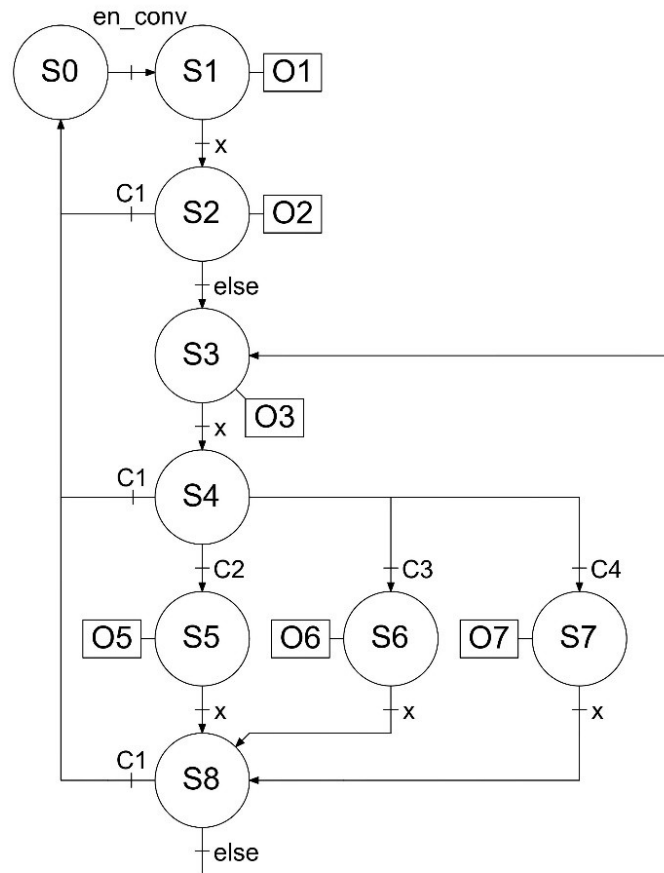 en_conv
S0
S1
O1
x
C1
S2
O2
else
S3
O3
x
C1
S4
C2
C3
C4
O5
S5
O6
S6
O7
S7
x
x
x
C1
S8
else